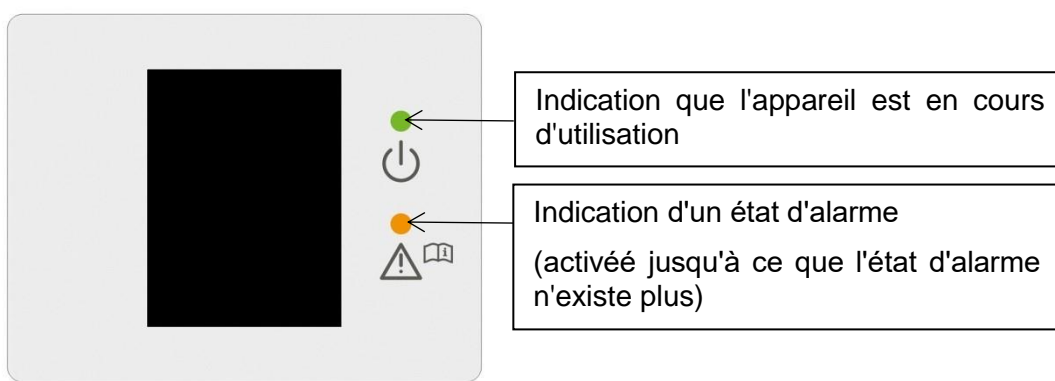 Indication que l'appareil est en cours
d'utilisation
Indication d'un état d'alarme
(activéé jusqu'à ce que l'état d'alarme
n'existe plus)